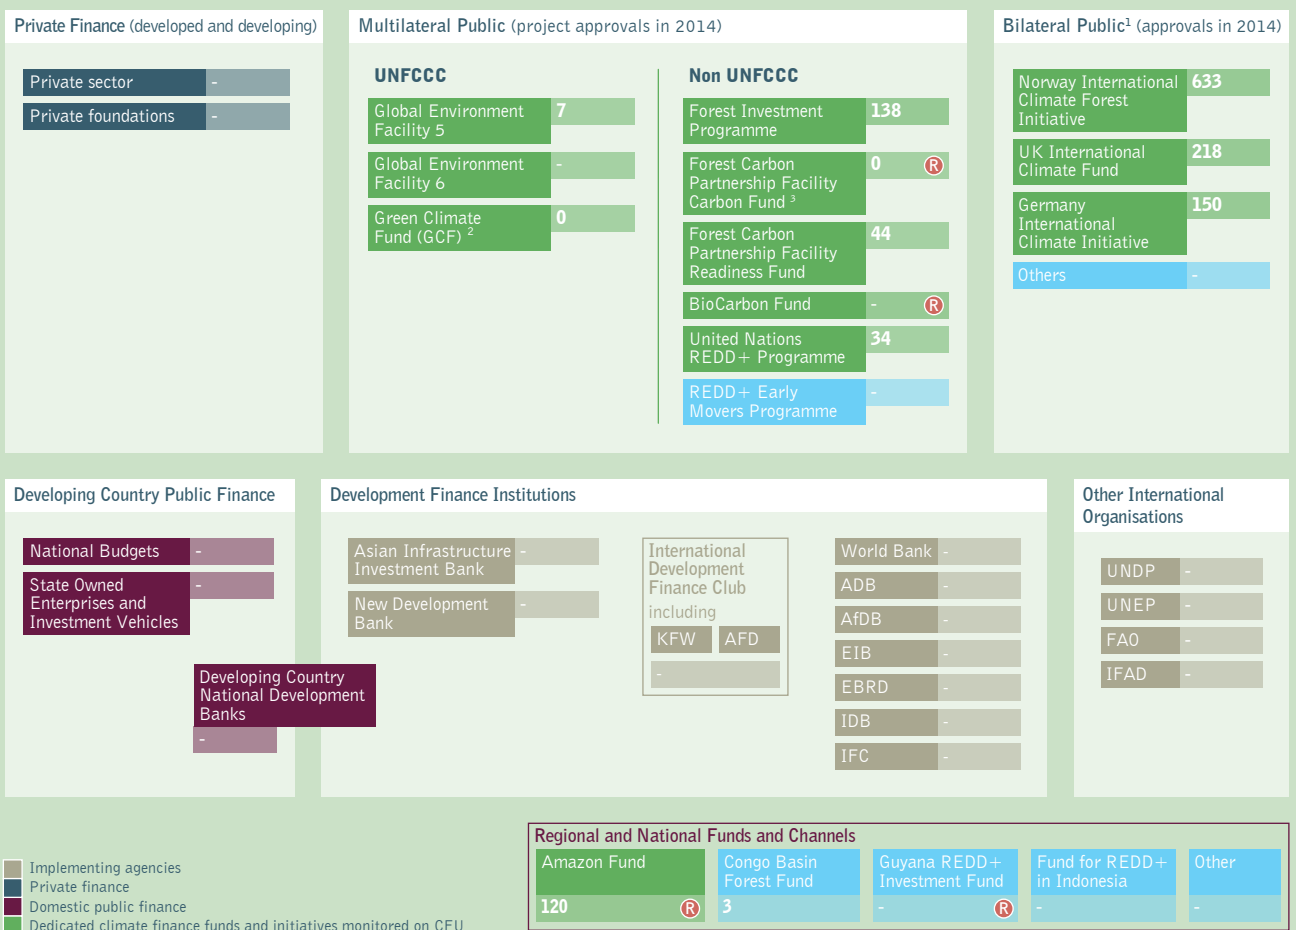 Private Finance (developed and developing)
Private sector -
Private foundations -
Multilateral Public (project approvals in 2014)
UNFCCC
Global Environment
Facility 5
7
Global Environment
Facility 6
-
Green Climate
Fund (GCF) 2
0
Non UNFCCC
Forest Investment
Programme
138
Forest Carbon
Partnership Facility
Carbon Fund 3
0 R
Forest Carbon
Partnership Facility
Readiness Fund
44
BioCarbon Fund - R
United Nations
REDD+ Programme
34
REDD+ Early
Movers Programme
-
Bilateral Public1 (approvals in 2014)
Norway International
Climate Forest
Initiative
633
UK International
Climate Fund
218
Germany
International
Climate Initiative
150
Others -
Developing Country Public Finance
National Budgets -
State Owned
Enterprises and
Investment Vehicles
-
Developing Country
National Development
Banks
-
Development Finance Institutions
Asian Infrastructure
Investment Bank
-
New Development
Bank
-
International
Development
Finance Club
including
KFW AFD
-
World Bank -
ADB -
AfDB -
EIB -
EBRD -
IDB -
IFC -
Other International
Organisations
UNDP -
UNEP -
FAO -
IFAD -
Regional and National Funds and Channels
Amazon Fund
120 R
Congo Basin
Forest Fund
3
Guyana REDD+
Investment Fund
- R
Fund for REDD+
in Indonesia
-
Other
-
Implementing agencies
Private finance
Domestic public finance
Dedicated climate finance funds and initiatives monitored on CFU